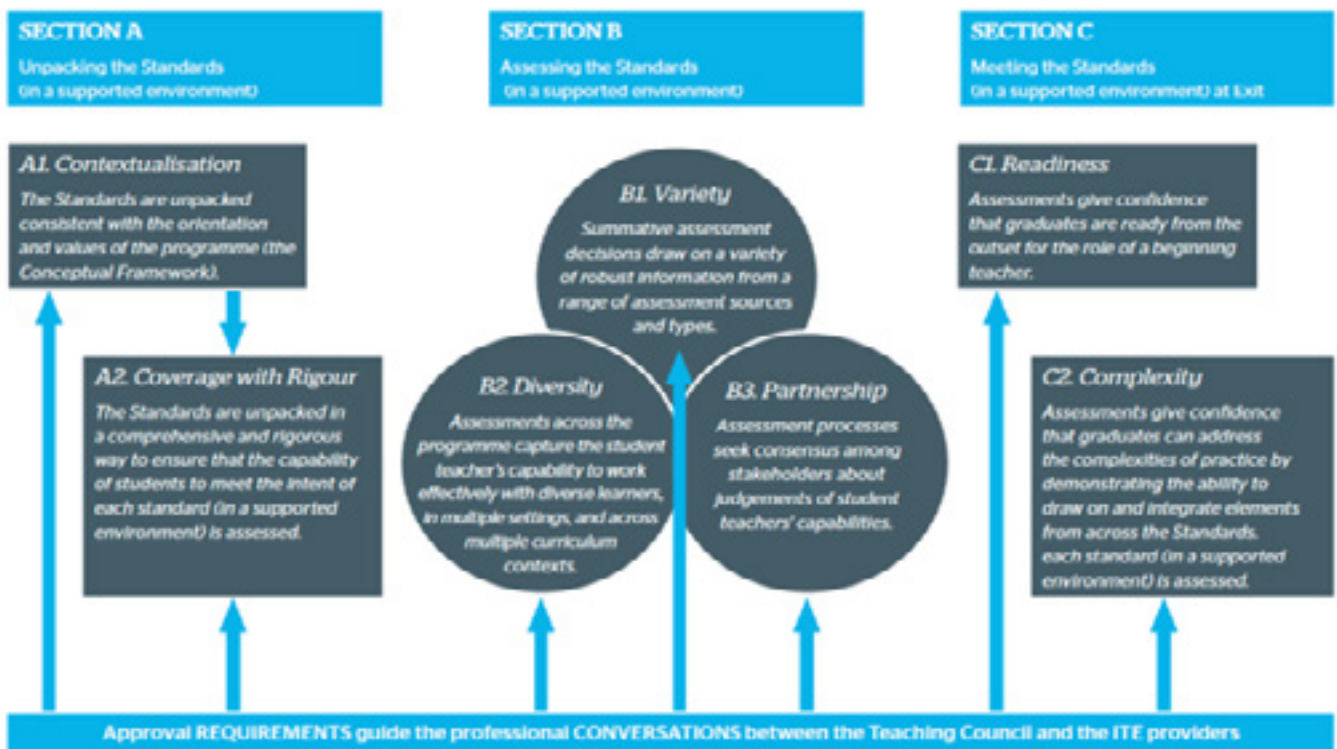 SECTION A
Unpacking the Standards
(in a supported environment)
SECTION B
Assessing the Standards
(in a supported environment)
SECTION C
Meeting the Standards
(in a supported environment) at Exit
A1. Contextualisation
The Standards are unpacked
consistent with the orientation
and values of the programme (the
Conceptual Framework).
A2. Coverage with Rigour
The Standards are unpacked in
a comprehensive and rigorous
way to ensure that the capability
of students to meet the intent of
each standard (in a supported
environment) is assessed.
B1. Variety
Summative assessment
decisions draw on a variety
of robust information from a
range of assessment sources
and types.
B2. Diversity
Assessments across the
programme capture the student
teacher's capability to work
effectively with diverse learners,
in multiple settings, and across
multiple curriculum
contexts.
B3. Partnership
Assessment processes
seek consensus among
stakeholders about
judgements of student
teachers' capabilities.
C1. Readiness
Assessments give confidence
that graduates are ready from the
outset for the role of a beginning
teacher.
C2. Complexity
Assessments give confidence
that graduates can address
the complexities of practice by
demonstrating the ability to
draw on and integrate elements
from across the Standards,
each standard (in a supported
environment) is assessed.
Approval REQUIREMENTS guide the professional CONVERSATIONS between the Teaching Council and the ITE providers